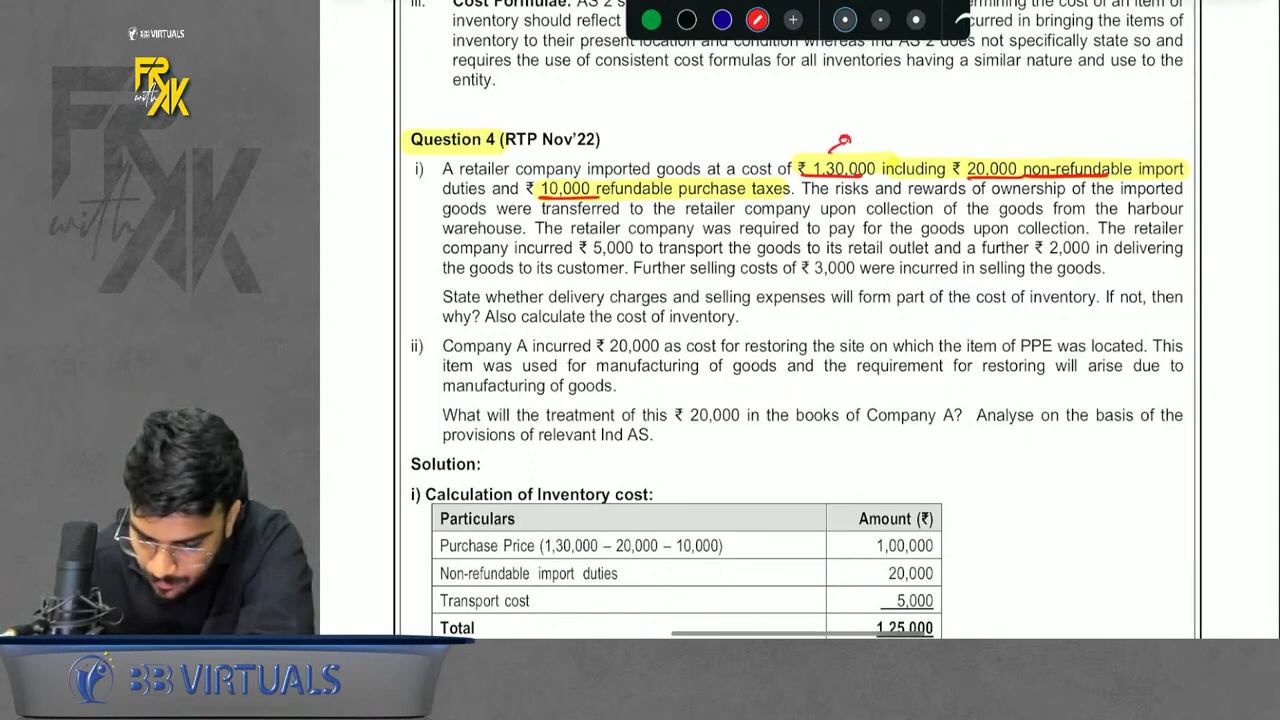 BB VIRTUALS
FR
with
AK
iii. Cost Formulae: AS 2 s
mining the cost of an item of
inventory should reflect
curred in bringing the items of
inventory to their present location and condition whereas Ind AS 2 does not specifically state so and
requires the use of consistent cost formulas for all inventories having a similar nature and use to the
entity.
Question 4 (RTP Nov'22)
i) A retailer company imported goods at a cost of ₹ 1,30,000 including ₹ 20,000 non-refundable import
duties and ₹ 10,000 refundable purchase taxes. The risks and rewards of ownership of the imported
goods were transferred to the retailer company upon collection of the goods from the harbour
warehouse. The retailer company was required to pay for the goods upon collection. The retailer
company incurred ₹ 5,000 to transport the goods to its retail outlet and a further ₹ 2,000 in delivering
the goods to its customer. Further selling costs of ₹ 3,000 were incurred in selling the goods.
State whether delivery charges and selling expenses will form part of the cost of inventory. If not, then
why? Also calculate the cost of inventory.
ii) Company A incurred ₹ 20,000 as cost for restoring the site on which the item of PPE was located. This
item was used for manufacturing of goods and the requirement for restoring will arise due to
manufacturing of goods.
What will the treatment of this ₹ 20,000 in the books of Company A? Analyse on the basis of the
provisions of relevant Ind AS.
Solution:
i) Calculation of Inventory cost:
Particulars Amount (₹)
Purchase Price (1,30,000 – 20,000 – 10,000) 1,00,000
Non-refundable import duties 20,000
Transport cost 5,000
Total 1,25,000
BB VIRTUALS